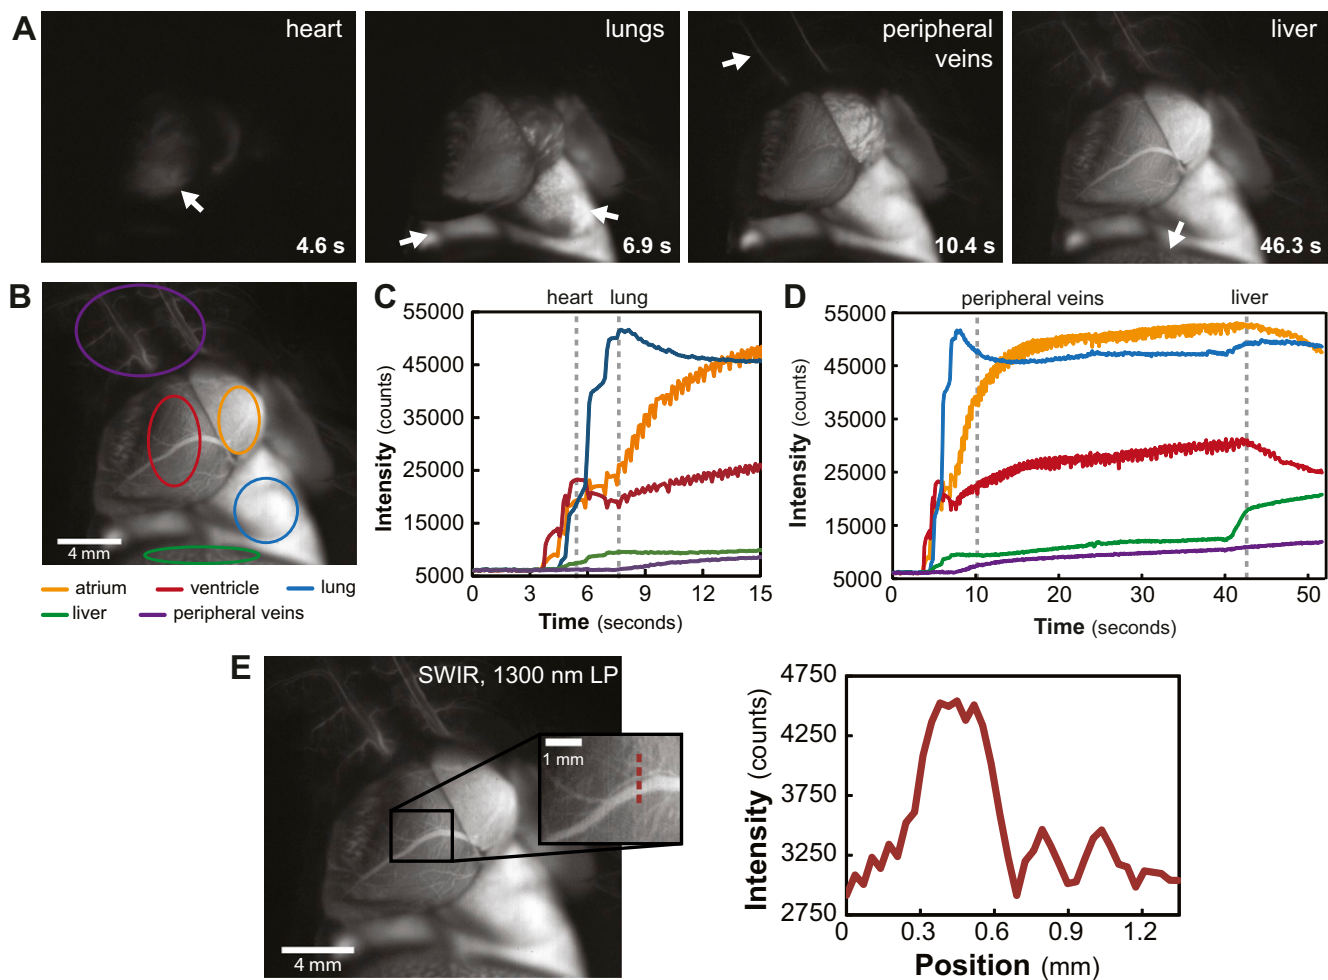 A
heart
4.6 s
lungs
6.9 s
peripheral
veins
10.4 s
liver
46.3 s
B
4 mm
atrium
ventricle
lung
liver
peripheral veins
C
heart
lung
55000
45000
35000
25000
15000
5000
Intensity (counts)
0
3
6
9
12
15
Time (seconds)
D
peripheral veins
liver
55000
45000
35000
25000
15000
5000
Intensity (counts)
0
10
20
30
40
50
Time (seconds)
E
SWIR, 1300 nm LP
1 mm
4 mm
4750
4250
3750
3250
2750
Intensity (counts)
0
0.3
0.6
0.9
1.2
Position (mm)